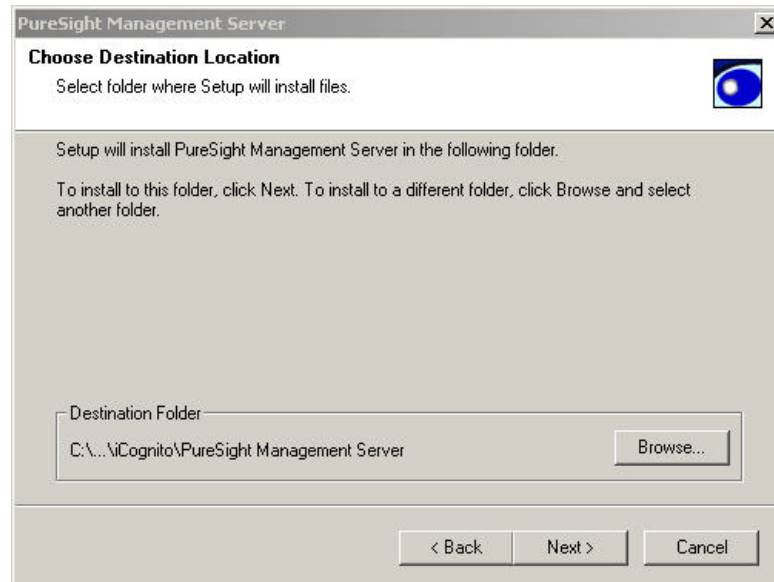 PureSight Management Server
Choose Destination Location
Select folder where Setup will install files.
Setup will install PureSight Management Server in the following folder.
To install to this folder, click Next. To install to a different folder, click Browse and select
another folder.
Destination Folder
C:\...\iCognito\PureSight Management Server
Browse...
< Back
Next >
Cancel